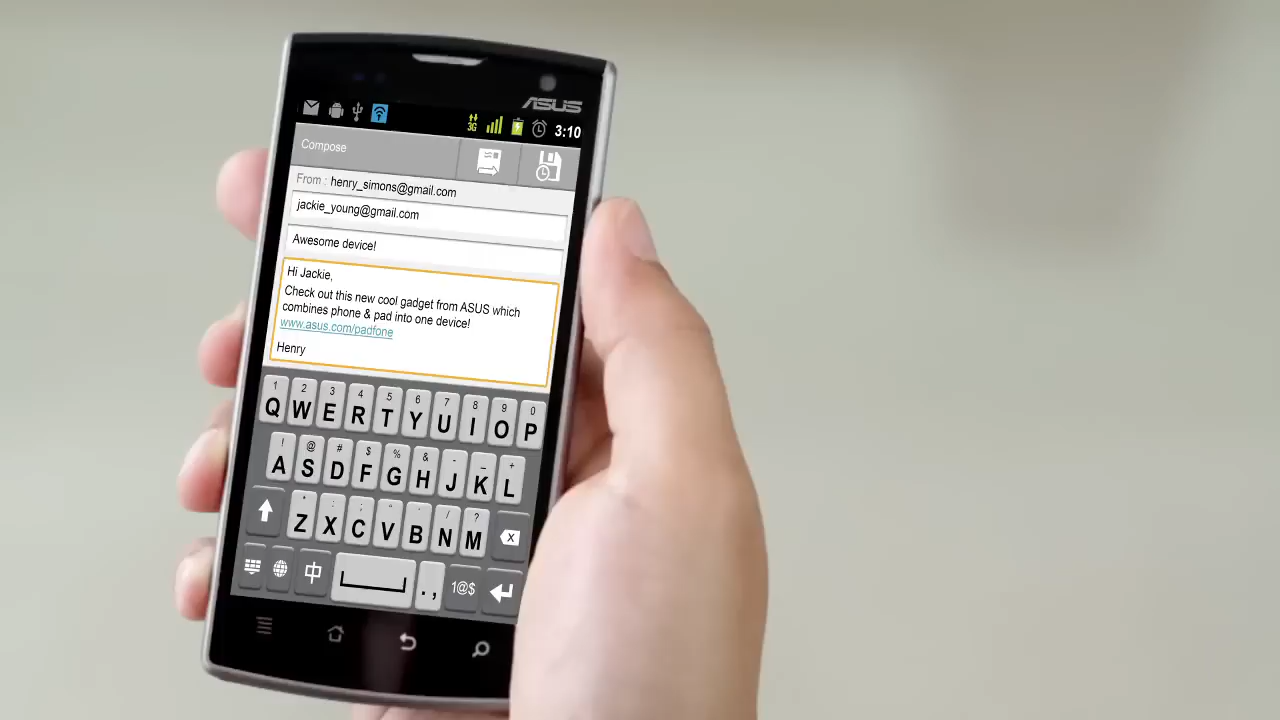 ASUS
3G 3:10
Compose
From : henry_simons@gmail.com
jackie_young@gmail.com
Awesome device!
Hi Jackie,
Check out this new cool gadget from ASUS which
combines phone & pad into one device!
www.asus.com/padfone
Henry
1 2 3 4 5 6 7 8 9 0
Q W E R T Y U I O P
! @ # $ % & - _ +
A S D F G H J K L
Z X C V B N M
中 . , 1@$